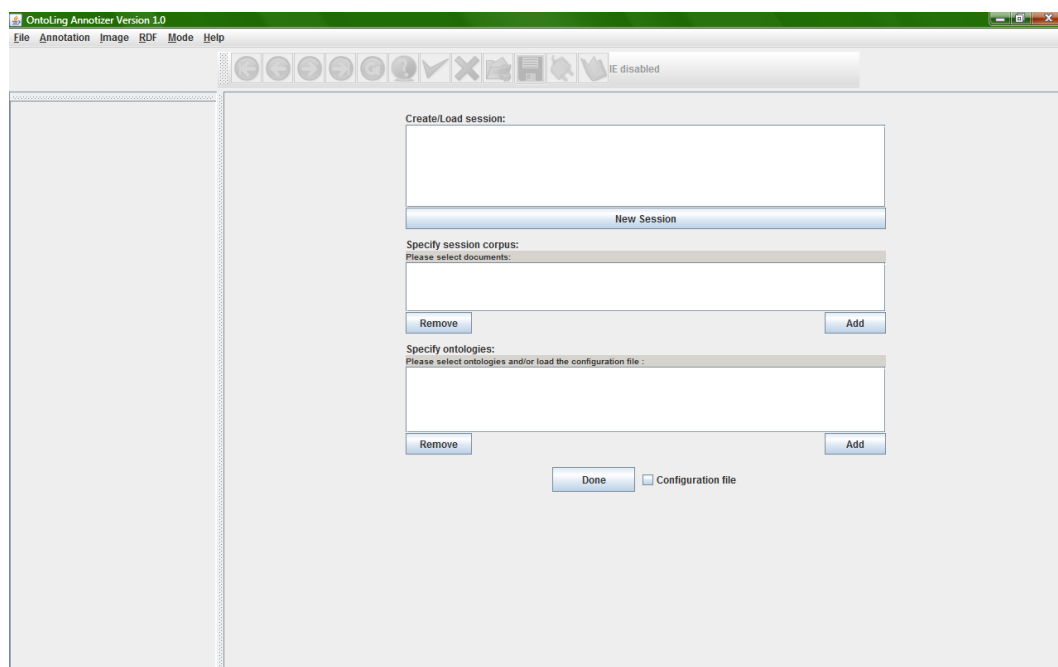 OntoLing Annotizer Version 1.0
File Annotation Image RDF Mode Help
IE disabled
Create/Load session:
New Session
Specify session corpus:
Please select documents:
Remove Add
Specify ontologies:
Please select ontologies and/or load the configuration file :
Remove Add
Done Configuration file